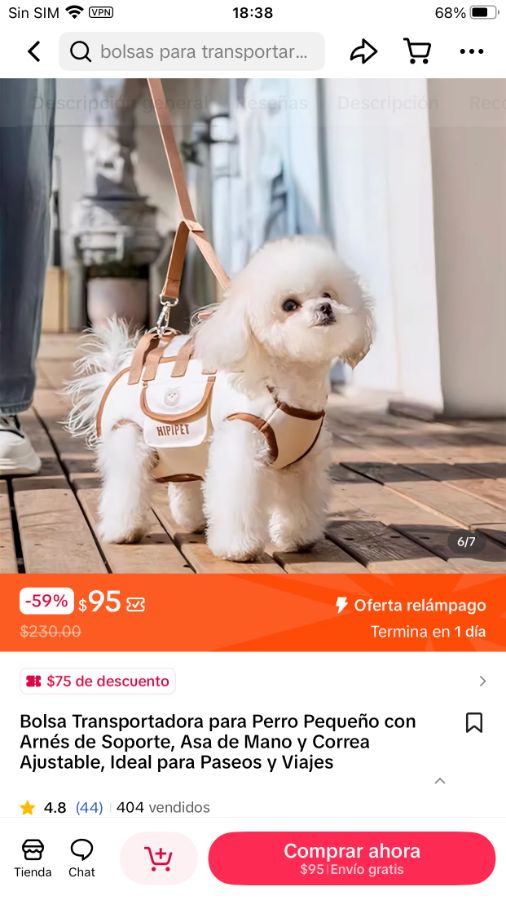 Sin SIM VPN 18:38 68%
bolsas para transportar...
Descripción general Reseñas Descripción
HIPIPET
6/7
-59% $95 Oferta relámpago
$230.00 Termina en 1 día
$75 de descuento
Bolsa Transportadora para Perro Pequeño con
Arnés de Soporte, Asa de Mano y Correa
Ajustable, Ideal para Paseos y Viajes
4.8 (44) 404 vendidos
Tienda Chat Comprar ahora
$95 Envío gratis